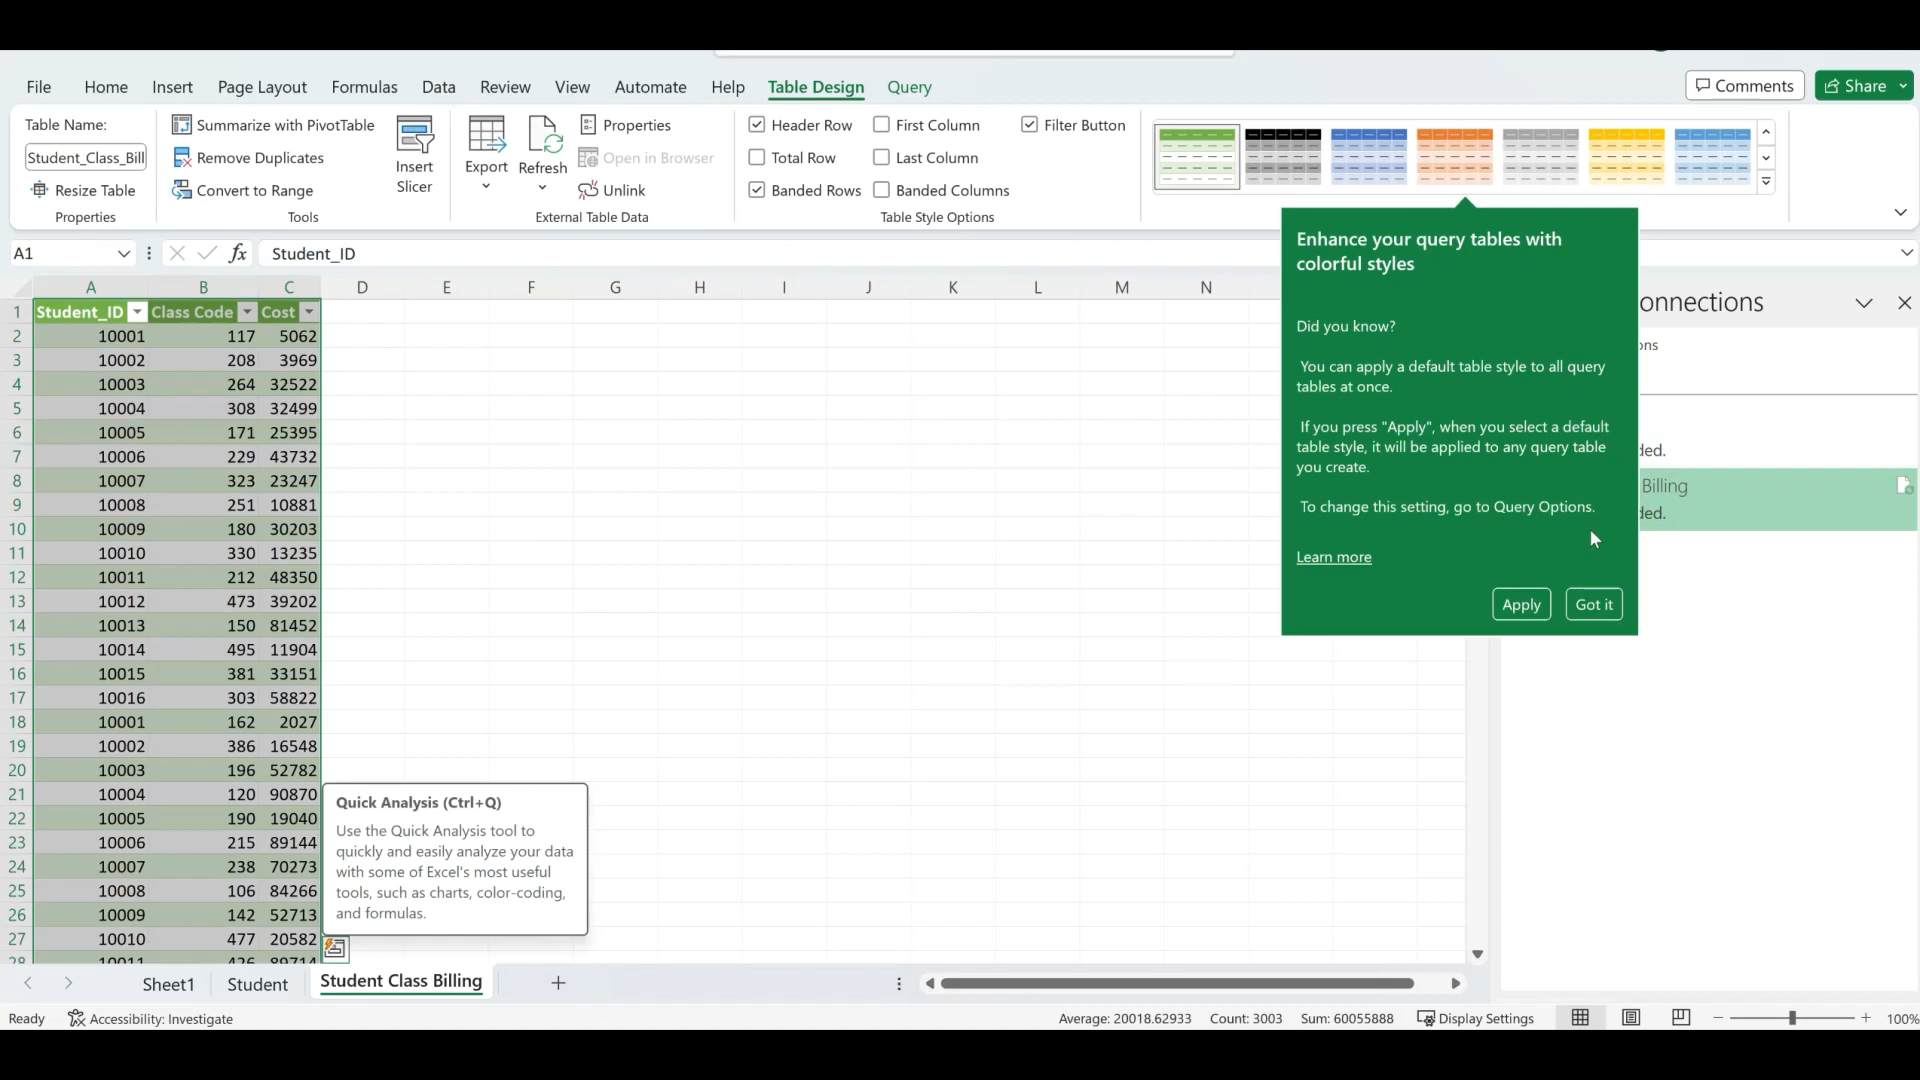 File Home Insert Page Layout Formulas Data Review View Automate Help Table Design Query Comments Share
Table Name:
Student_Class_Bill
Resize Table
Properties
Summarize with PivotTable
Remove Duplicates
Convert to Range
Tools
Insert
Slicer
Export
Refresh
Properties
Open in Browser
Unlink
External Table Data
Header Row First Column Filter Button
Total Row Last Column
Banded Rows Banded Columns
Table Style Options
A1 fx Student_ID
Enhance your query tables with
colorful styles
Did you know?
You can apply a default table style to all query
tables at once.
If you press "Apply", when you select a default
table style, it will be applied to any query table
you create.
To change this setting, go to Query Options.
Learn more
Apply Got it
onnections
ons
ded.
Billing
ded.
A B C D E F G H I J K L M N
1 Student_ID Class Code Cost
2 10001 117 5062
3 10002 208 3969
4 10003 264 32522
5 10004 308 32499
6 10005 171 25395
7 10006 229 43732
8 10007 323 23247
9 10008 251 10881
10 10009 180 30203
11 10010 330 13235
12 10011 212 48350
13 10012 473 39202
14 10013 150 81452
15 10014 495 11904
16 10015 381 33151
17 10016 303 58822
18 10001 162 2027
19 10002 386 16548
20 10003 196 52782
21 10004 120 90870
22 10005 190 19040
23 10006 215 89144
24 10007 238 70273
25 10008 106 84266
26 10009 142 52713
27 10010 477 20582
28 10011 426 89714
Quick Analysis (Ctrl+Q)
Use the Quick Analysis tool to
quickly and easily analyze your data
with some of Excel's most useful
tools, such as charts, color-coding,
and formulas.
Sheet1 Student Student Class Billing
Ready Accessibility: Investigate Average: 20018.62933 Count: 3003 Sum: 60055888 Display Settings 100%